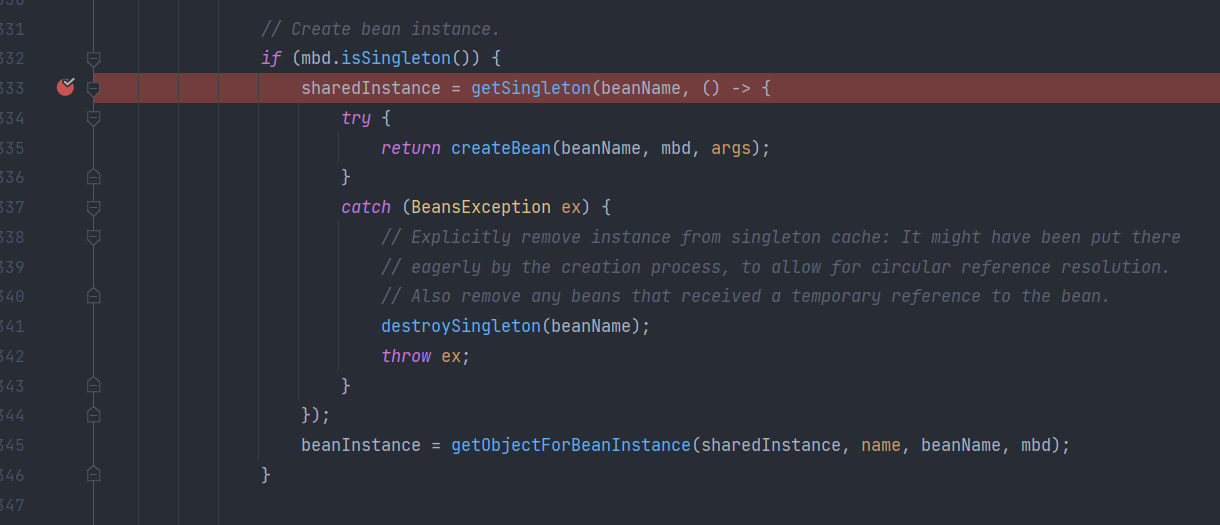 331 // Create bean instance.
332 if (mbd.isSingleton()) {
333 sharedInstance = getSingleton(beanName, () -> {
334 try {
335 return createBean(beanName, mbd, args);
336 }
337 catch (BeansException ex) {
338 // Explicitly remove instance from singleton cache: It might have been put there
339 // eagerly by the creation process, to allow for circular reference resolution.
340 // Also remove any beans that received a temporary reference to the bean.
341 destroySingleton(beanName);
342 throw ex;
343 }
344 });
345 beanInstance = getObjectForBeanInstance(sharedInstance, name, beanName, mbd);
346 }
347